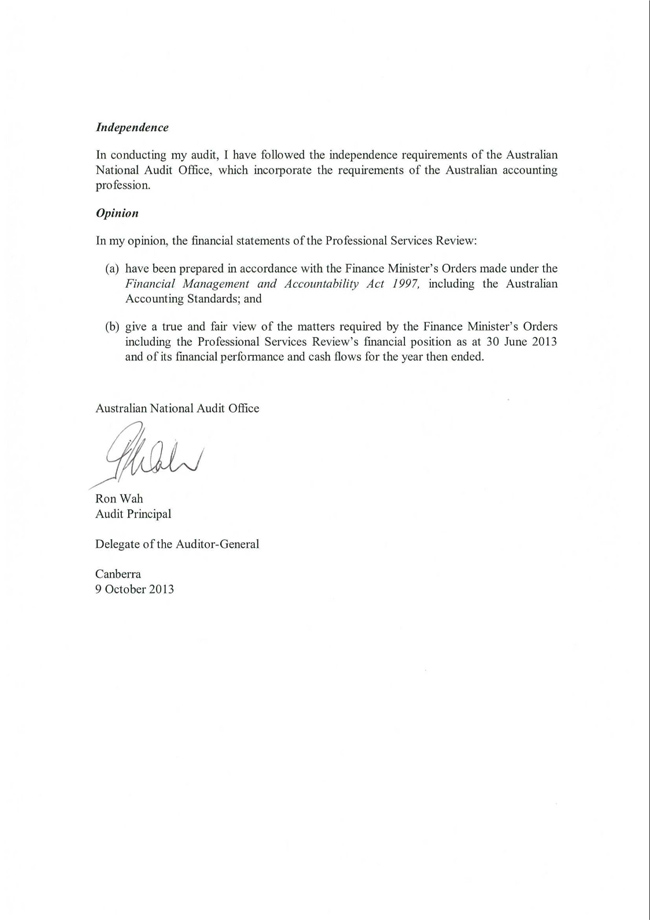 Independence
In conducting my audit, I have followed the independence requirements of the Australian
National Audit Office, which incorporate the requirements of the Australian accounting
profession.
Opinion
In my opinion, the financial statements of the Professional Services Review:
(a) have been prepared in accordance with the Finance Minister’s Orders made under the
Financial Management and Accountability Act 1997, including the Australian
Accounting Standards; and
(b) give a true and fair view of the matters required by the Finance Minister’s Orders
including the Professional Services Review’s financial position as at 30 June 2013
and of its financial performance and cash flows for the year then ended.
Australian National Audit Office
Ron Wah
Audit Principal
Delegate of the Auditor-General
Canberra
9 October 2013